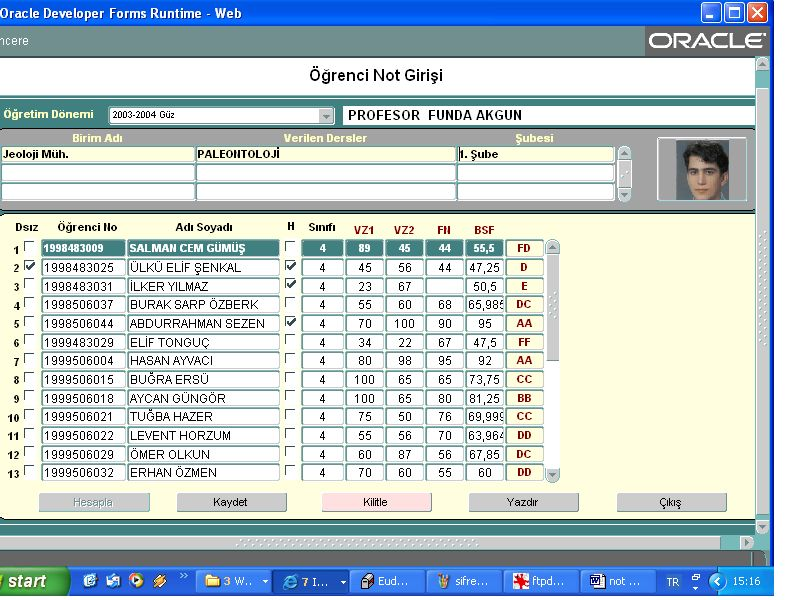 Oracle Developer Forms Runtime - Web
ncere
ORACLE
Öğrenci Not Girişi
Öğretim Dönemi 2003-2004 Güz PROFESOR FUNDA AKGUN
Birim Adı Verilen Dersler Şubesi
Jeoloji Müh. PALEONTOLOJİ 1. Şube
Dsız Öğrenci No Adı Soyadı H Sınıfı VZ1 VZ2 FN BSF
1 1998483009 SALMAN CEM GÜMÜŞ 4 89 45 44 55,5 FD
2 1998483025 ÜLKÜ ELİF ŞENKAL 4 45 56 44 47,25 D
3 1998483031 İLKER YILMAZ 4 23 67 50,5 E
4 1998506037 BURAK SARP ÖZBERK 4 55 60 68 65,985 DC
5 1998506044 ABDURRAHMAN SEZEN 4 70 100 90 95 AA
6 1999483029 ELİF TONGUÇ 4 34 22 67 47,5 FF
7 1999506004 HASAN AYVACI 4 80 98 95 92 AA
8 1999506015 BUĞRA ERSÜ 4 100 65 65 73,75 CC
9 1999506018 AYCAN GÜNGÖR 4 100 65 80 81,25 BB
10 1999506021 TUĞBA HAZER 4 75 50 76 69,999 CC
11 1999506022 LEVENT HORZUM 4 55 56 70 63,964 DD
12 1999506029 ÖMER OLKUN 4 60 87 56 67,85 DC
13 1999506032 ERHAN ÖZMEN 4 70 60 55 60 DD
Hesapla Kaydet Kilitle Yazdır Çıkış
start 3 W... 7 I... Eud... sifre... ftpd... not ... TR 15:16